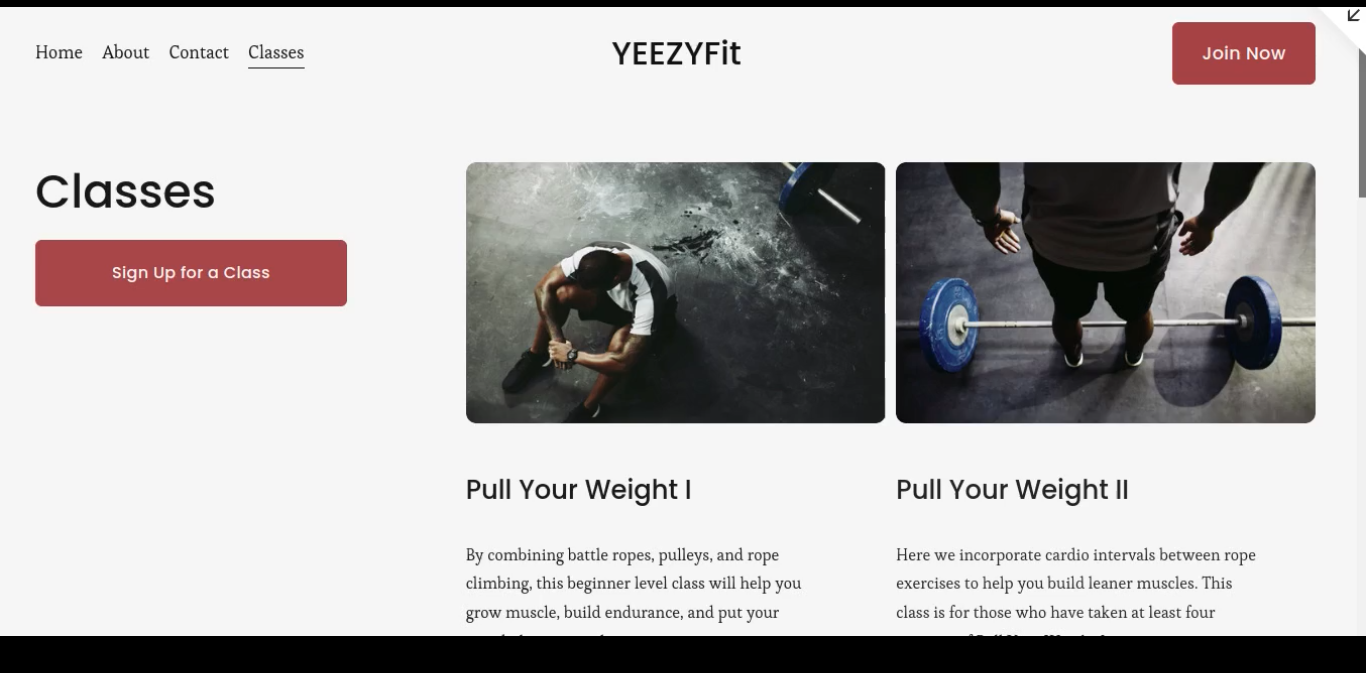 Home About Contact Classes
YEEZYFit
Join Now
Classes
Sign Up for a Class
Pull Your Weight I
By combining battle ropes, pulleys, and rope
climbing, this beginner level class will help you
grow muscle, build endurance, and put your
Pull Your Weight II
Here we incorporate cardio intervals between rope
exercises to help you build leaner muscles. This
class is for those who have taken at least four